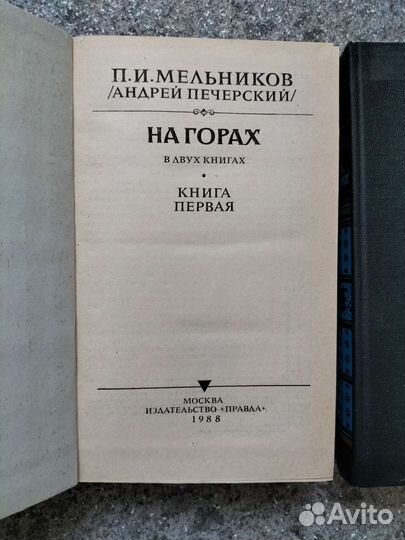 П.И.МЕЛЬНИКОВ
/АНДРЕЙ ПЕЧЕРСКИЙ/
НА ГОРАХ
В ДВУХ КНИГАХ
КНИГА
ПЕРВАЯ
МОСКВА
ИЗДАТЕЛЬСТВО «ПРАВДА»
1988
Avito